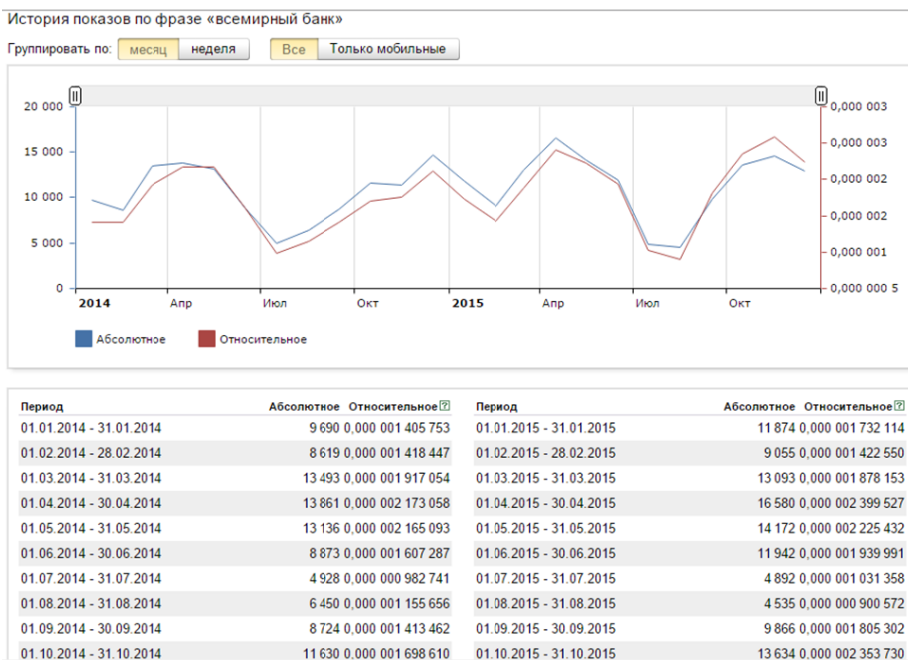 История показов по фразе «всемирный банк»
Группировать по: месяц неделя Все Только мобильные
20 000 0,000 003
15 000 0,000 003
10 000 0,000 002
0,000 002
5 000 0,000 001
0 0,000 000 5
2014 Апр Июл Окт 2015 Апр Июл Окт
Абсолютное Относительное
Период Абсолютное Относительное ? Период Абсолютное Относительное ?
01.01.2014 - 31.01.2014 9 690 0,000 001 405 753 01.01.2015 - 31.01.2015 11 874 0,000 001 732 114
01.02.2014 - 28.02.2014 8 619 0,000 001 418 447 01.02.2015 - 28.02.2015 9 055 0,000 001 422 550
01.03.2014 - 31.03.2014 13 493 0,000 001 917 054 01.03.2015 - 31.03.2015 13 093 0,000 001 878 153
01.04.2014 - 30.04.2014 13 861 0,000 002 173 058 01.04.2015 - 30.04.2015 16 580 0,000 002 399 527
01.05.2014 - 31.05.2014 13 136 0,000 002 165 093 01.05.2015 - 31.05.2015 14 172 0,000 002 225 432
01.06.2014 - 30.06.2014 8 873 0,000 001 607 287 01.06.2015 - 30.06.2015 11 942 0,000 001 939 991
01.07.2014 - 31.07.2014 4 928 0,000 000 982 741 01.07.2015 - 31.07.2015 4 892 0,000 001 031 358
01.08.2014 - 31.08.2014 6 450 0,000 001 155 656 01.08.2015 - 31.08.2015 4 535 0,000 000 900 572
01.09.2014 - 30.09.2014 8 724 0,000 001 413 462 01.09.2015 - 30.09.2015 9 866 0,000 001 805 302
01.10.2014 - 31.10.2014 11 630 0,000 001 698 610 01.10.2015 - 31.10.2015 13 634 0,000 002 353 730